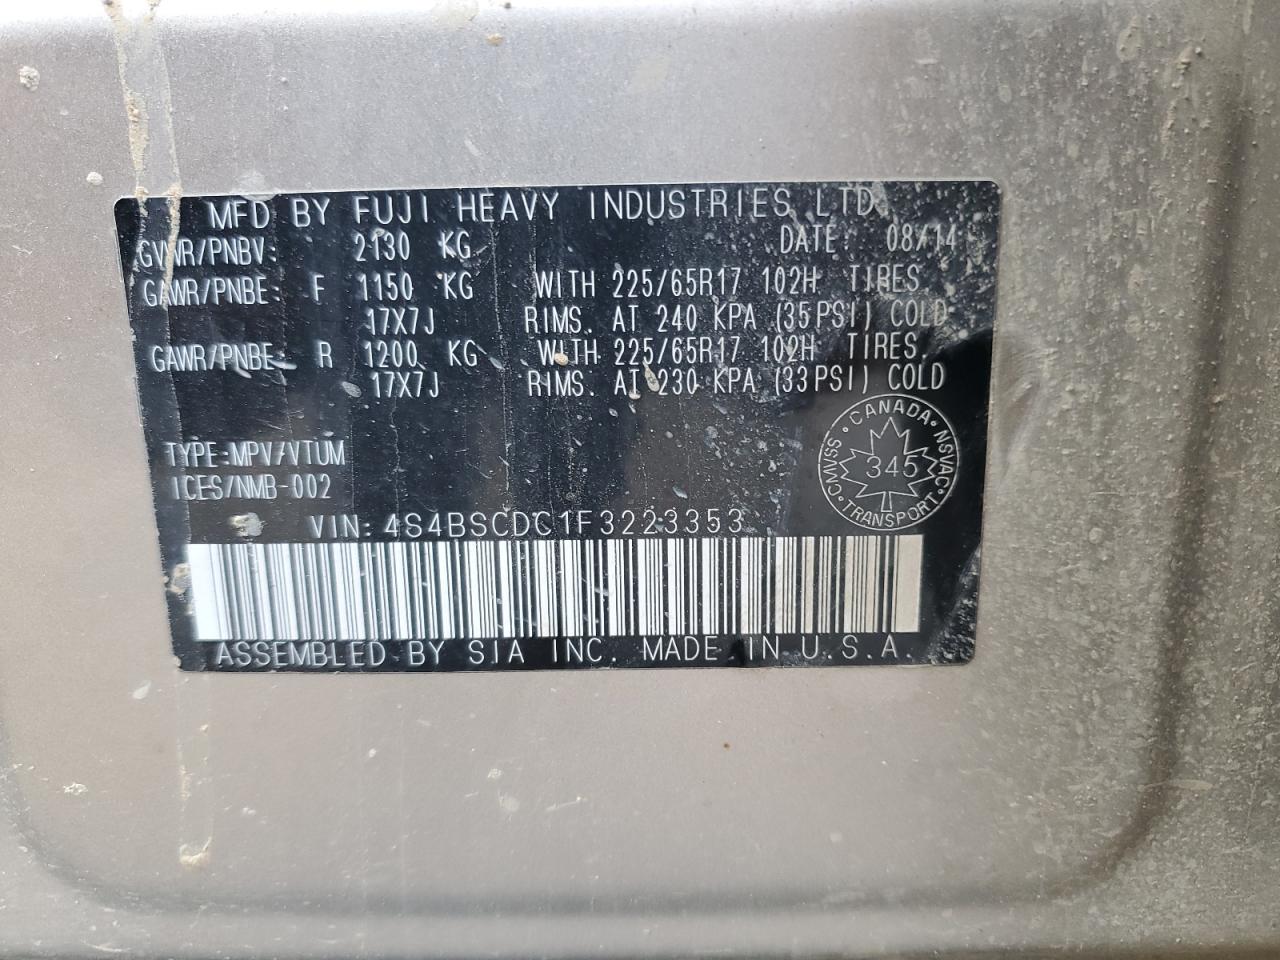 MFD BY FUJI HEAVY INDUSTRIES LTD.
GVWR/PNBV: 2130 KG DATE: 08/14
GAWR/PNBE: F 1150 KG WITH 225/65R17 102H TIRES,
17X7J RIMS, AT 240 KPA (35PSI) COLD
GAWR/PNBE: R 1200 KG WITH 225/65R17 102H TIRES,
17X7J RIMS, AT 230 KPA (33PSI) COLD
TYPE:MPV/VTUM
ICES/NMB-002
CANADA · NSVAC · TRANSPORT · CMVSS ·
345
VIN: 4S4BSCDC1F3223353
ASSEMBLED BY SIA INC. MADE IN U.S.A.